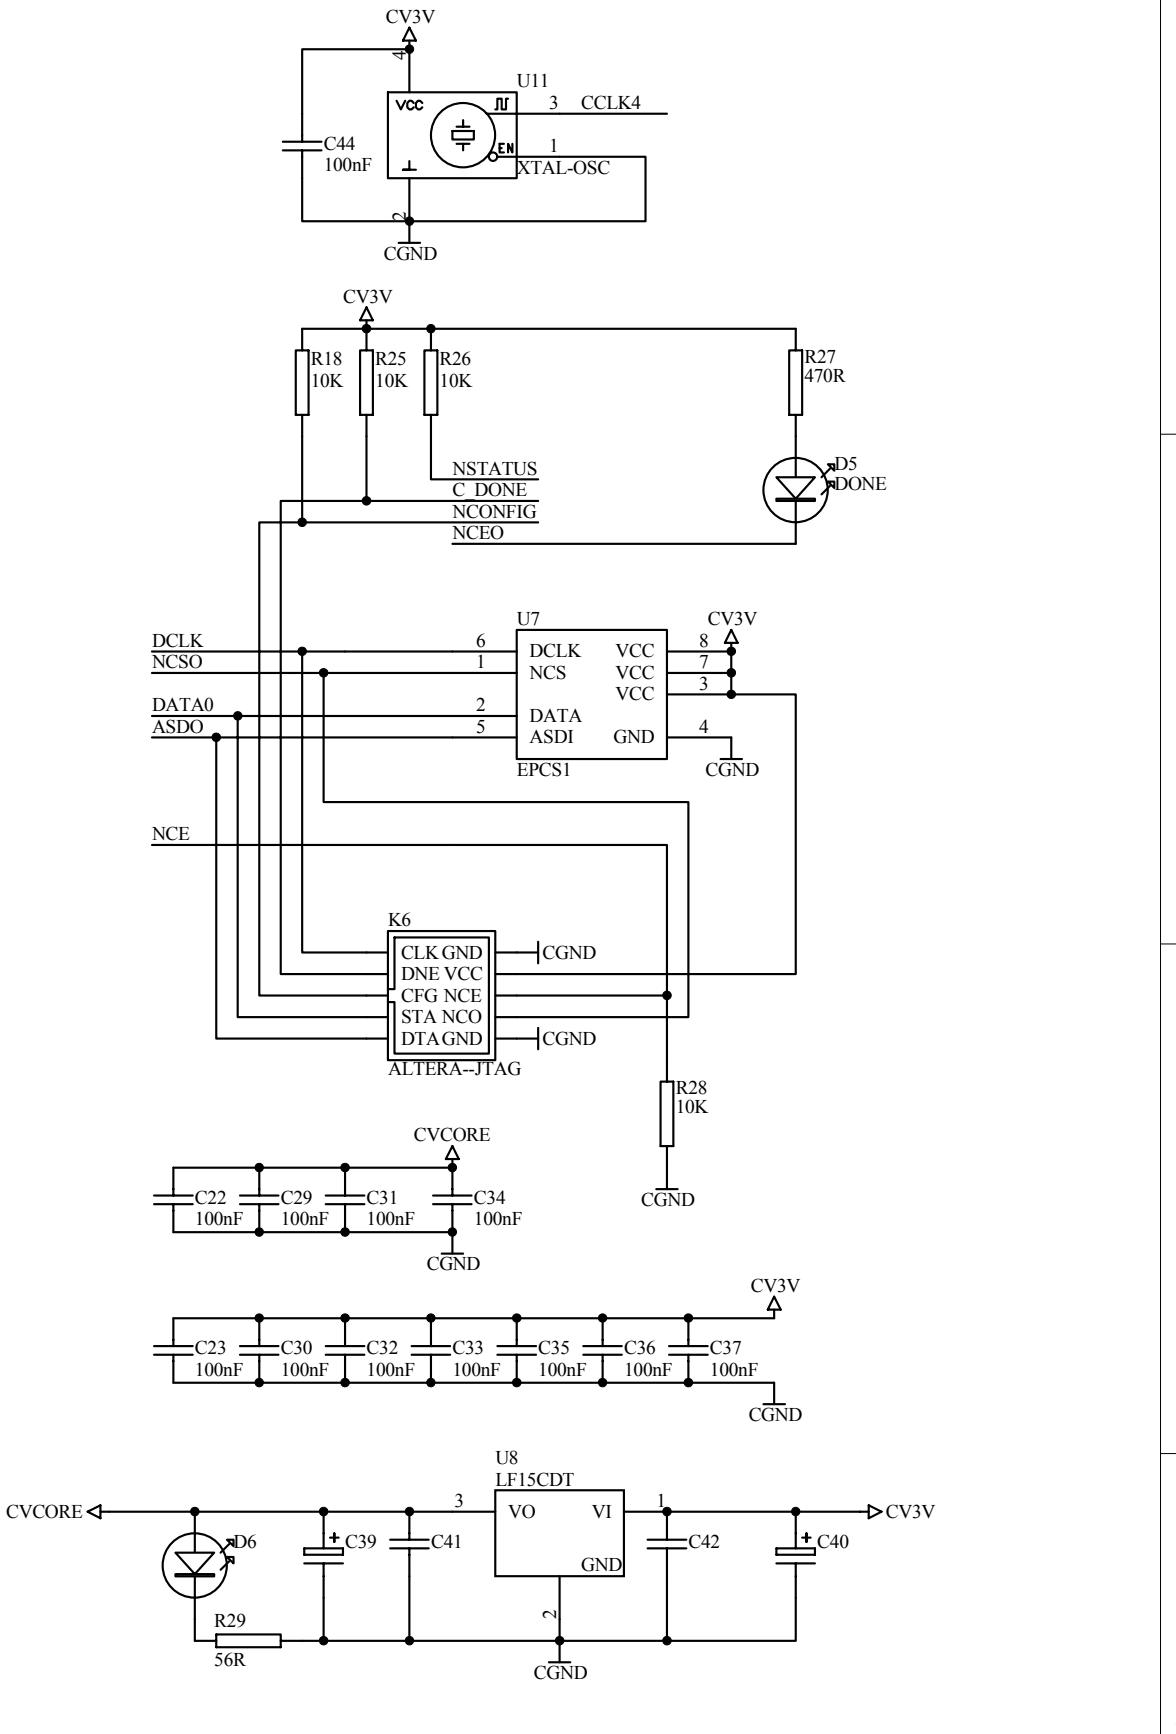 CV3V
4
U11
VCC
3 CCLK4
C44
100nF
EN
1
XTAL-OSC
2
CGND
CV3V
R18
10K
R25
10K
R26
10K
R27
470R
NSTATUS
C_DONE
NCONFIG
NCEO
D5
DONE
U7
CV3V
DCLK 6 DCLK VCC 8
NCSO 1 NCS VCC 7
VCC 3
DATA0 2 DATA
ASDO 5 ASDI GND 4
EPCS1
CGND
NCE
K6
CLK GND CGND
DNE VCC
CFG NCE
STA NCO
DTA GND CGND
ALTERA--JTAG
R28
10K
CGND
CVCORE
C22 C29 C31 C34
100nF 100nF 100nF 100nF
CGND
CV3V
C23 C30 C32 C33 C35 C36 C37
100nF 100nF 100nF 100nF 100nF 100nF 100nF
CGND
U8
LF15CDT
CVCORE 3 VO VI 1 CV3V
D6 + C39 C41 C42 + C40
GND
2
R29
56R
CGND